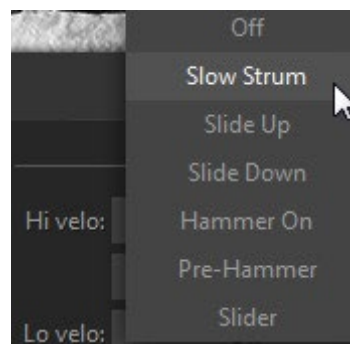 Off
Slow Strum
Slide Up
Slide Down
Hi velo: Hammer On
Pre-Hammer
Lo velo: Slider